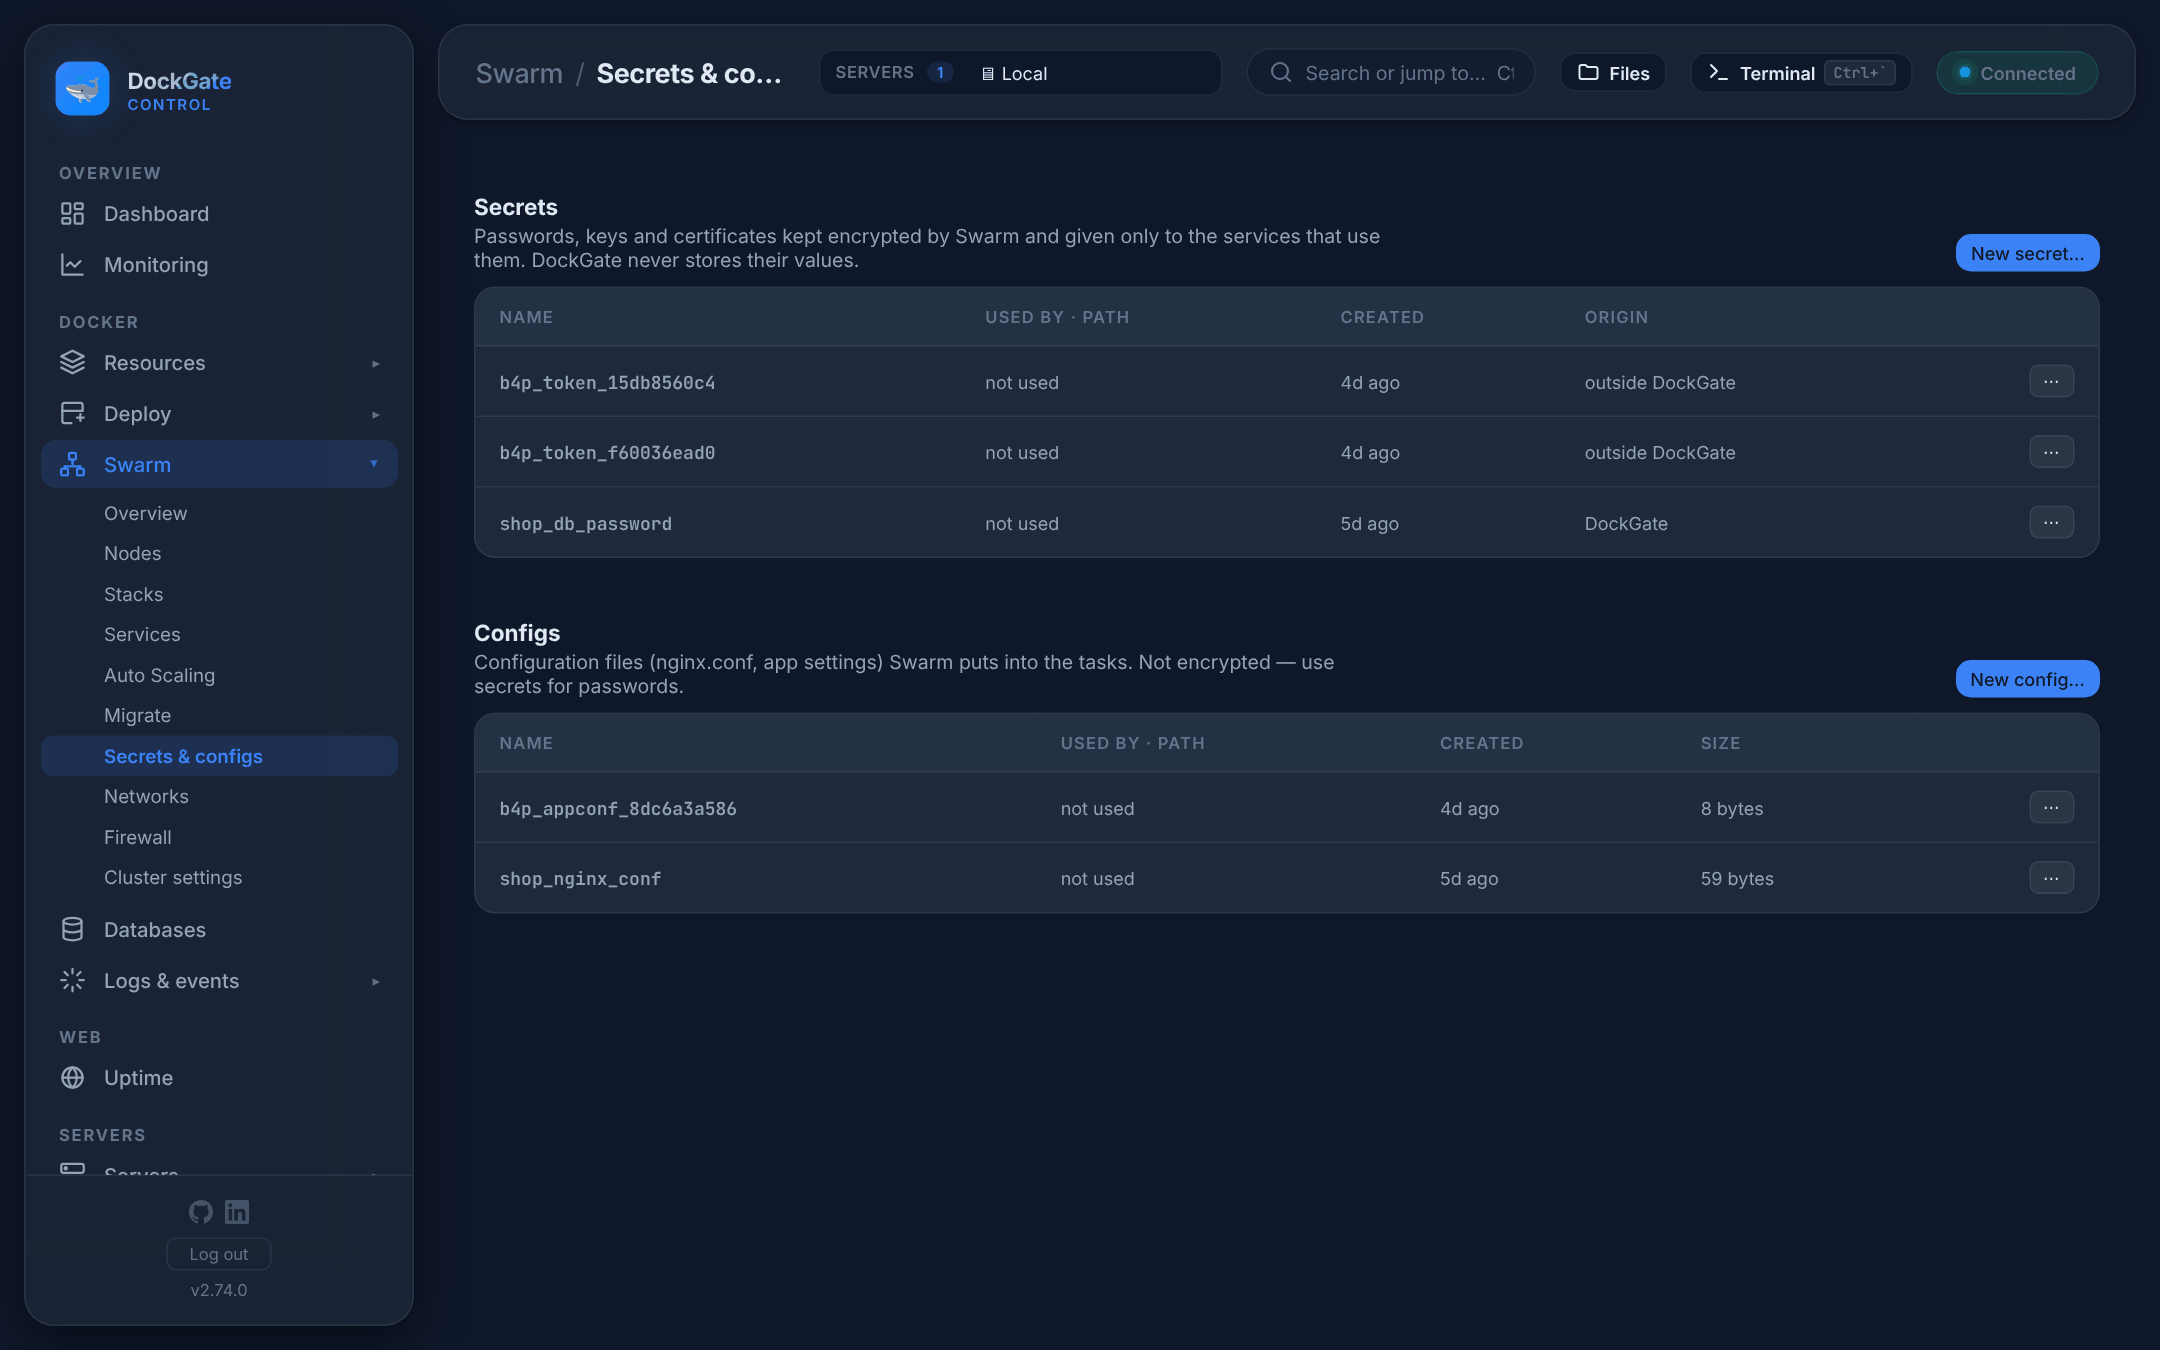 DockGate
CONTROL
OVERVIEW
Dashboard
Monitoring
DOCKER
Resources
Deploy
Swarm
Overview
Nodes
Stacks
Services
Auto Scaling
Migrate
Secrets & configs
Networks
Firewall
Cluster settings
Databases
Logs & events
WEB
Uptime
SERVERS
Servers
Log out
v2.74.0
Swarm / Secrets & co...
SERVERS 1 Local
Search or jump to...
Files
Terminal Ctrl+`
Connected
Secrets
Passwords, keys and certificates kept encrypted by Swarm and given only to the services that use
them. DockGate never stores their values.
New secret...
NAME USED BY · PATH CREATED ORIGIN
b4p_token_15db8560c4 not used 4d ago outside DockGate ...
b4p_token_f60036ead0 not used 4d ago outside DockGate ...
shop_db_password not used 5d ago DockGate ...
Configs
Configuration files (nginx.conf, app settings) Swarm puts into the tasks. Not encrypted — use
secrets for passwords.
New config...
NAME USED BY · PATH CREATED SIZE
b4p_appconf_8dc6a3a586 not used 4d ago 8 bytes ...
shop_nginx_conf not used 5d ago 59 bytes ...